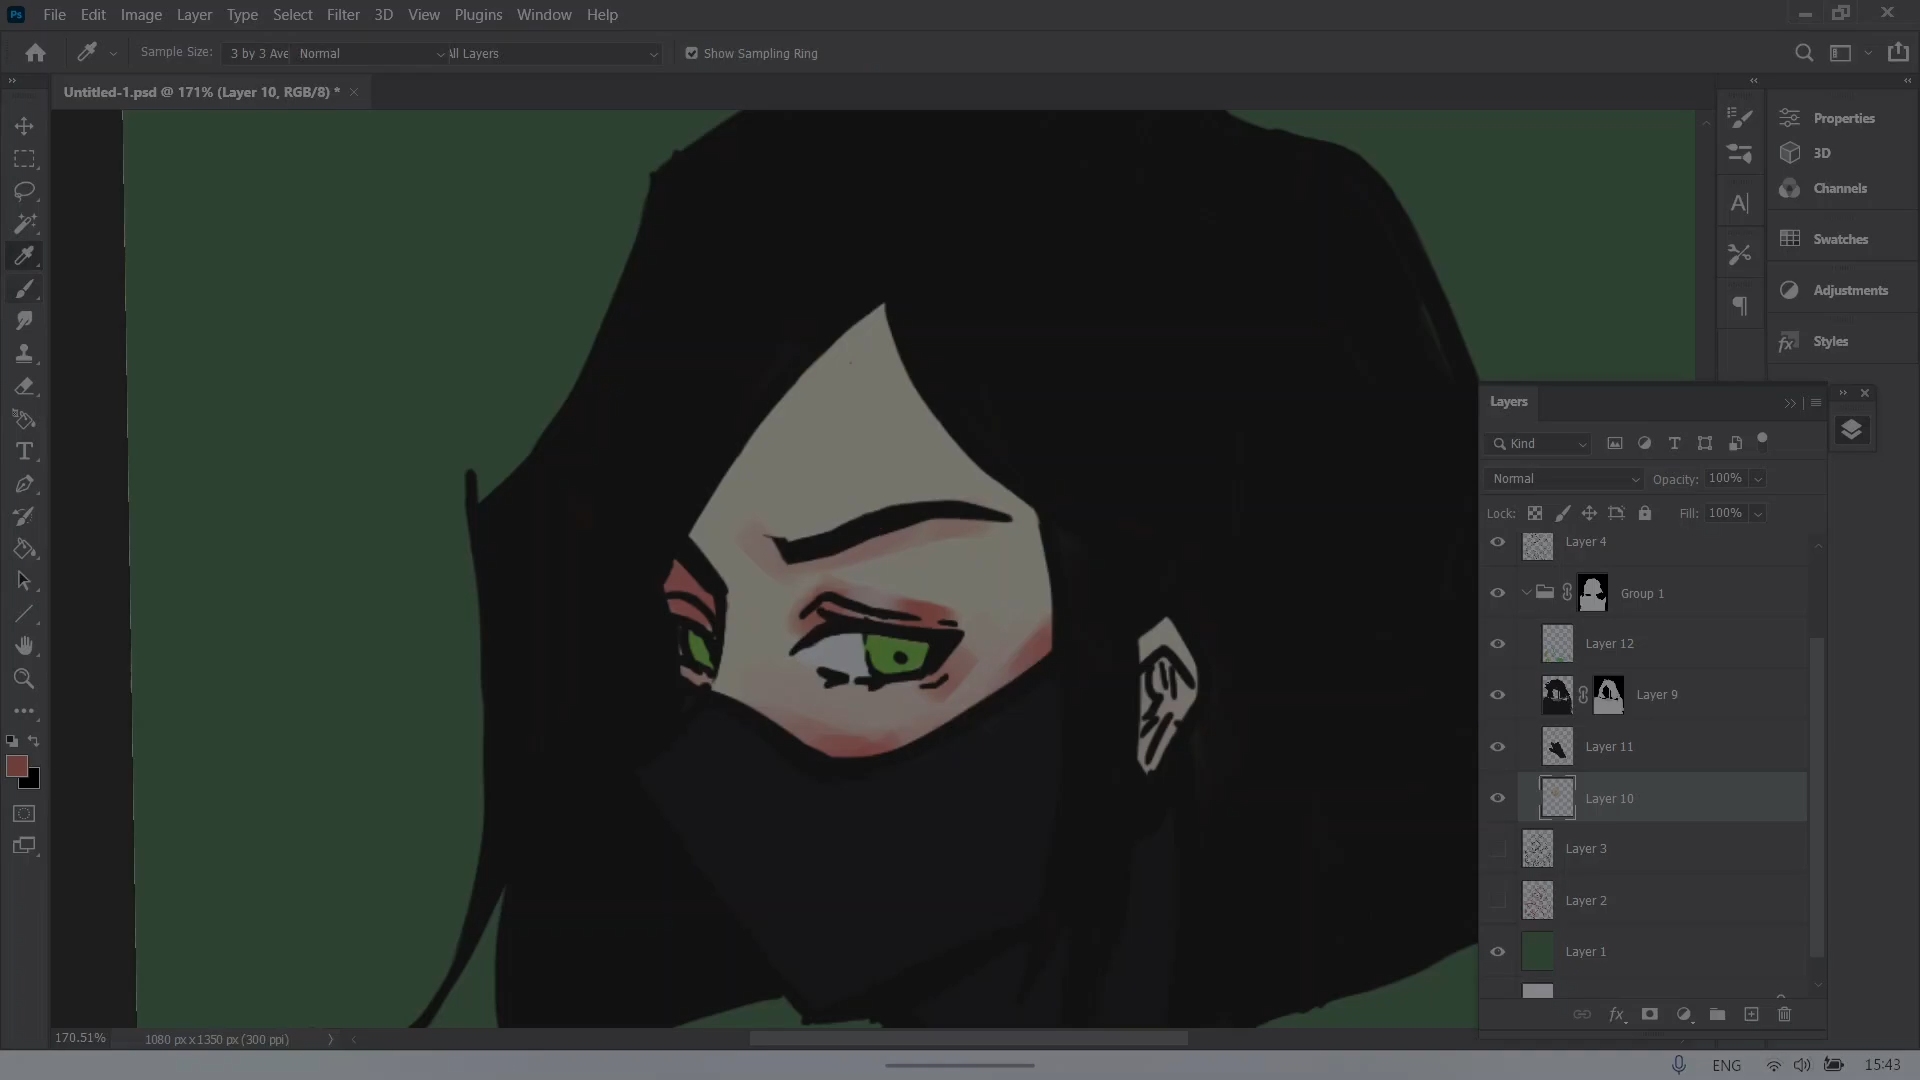 Ps File Edit Image Layer Type Select Filter 3D View Plugins Window Help
Sample Size: 3 by 3 Ave Normal All Layers Show Sampling Ring
Untitled-1.psd @ 171% (Layer 10, RGB/8) *
Properties
3D
Channels
Swatches
Adjustments
Styles
Layers
Kind
Normal Opacity: 100%
Lock: Fill: 100%
Layer 4
Group 1
Layer 12
Layer 9
Layer 11
Layer 10
Layer 3
Layer 2
Layer 1
170.51% 1080 px x 1350 px (300 ppi)
ENG 15:43